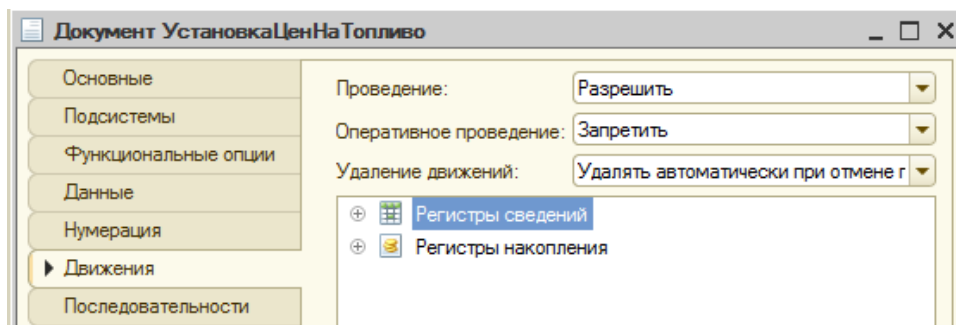 Документ УстановкаЦенНаТопливо
Основные
Подсистемы
Функциональные опции
Данные
Нумерация
Движения
Последовательности
Проведение: Разрешить
Оперативное проведение: Запретить
Удаление движений: Удалять автоматически при отмене г
Регистры сведений
Регистры накопления